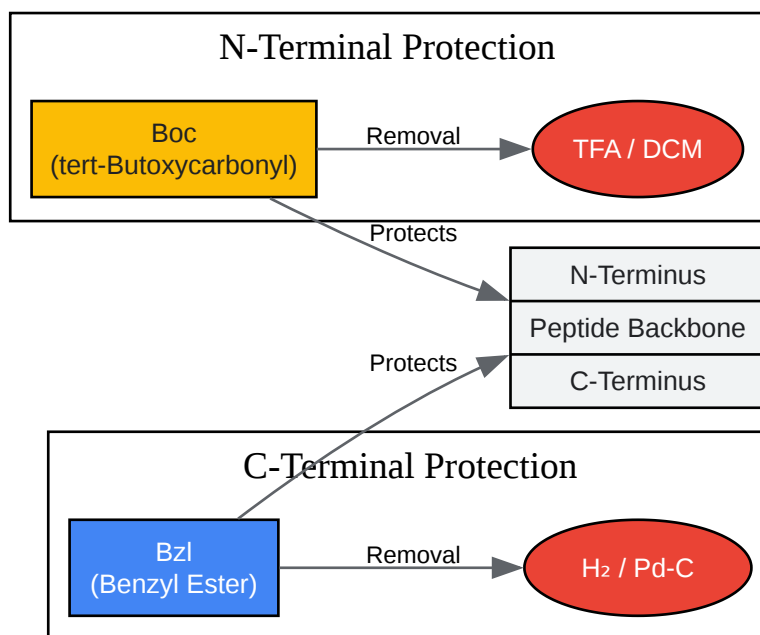 N-Terminal Protection
Boc
(tert-Butoxycarbonyl)
Removal
TFA / DCM
Protects
N-Terminus
Peptide Backbone
C-Terminus
Protects
C-Terminal Protection
Bzl
(Benzyl Ester)
Removal
H₂ / Pd-C